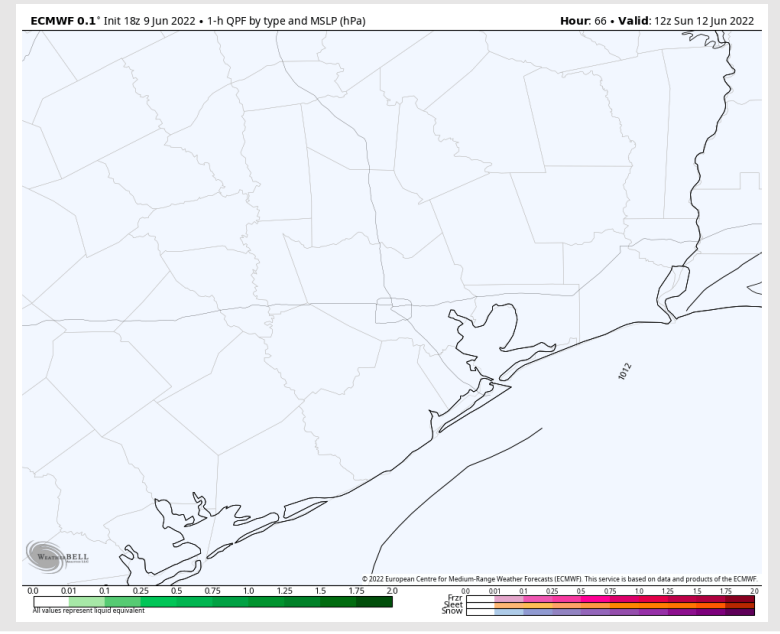 ECMWF 0.1° Init 18z 9 Jun 2022 • 1-h QPF by type and MSLP (hPa) Hour: 66 • Valid: 12z Sun 12 Jun 2022
1012
WEATHERBELL
© 2022 European Centre for Medium-Range Weather Forecasts (ECMWF). This service is based on data and products of the ECMWF.
0.0 0.01 0.1 0.25 0.5 0.75 1.0 1.25 1.5 1.75 2.0
All values represent liquid equivalent
0.0 0.01 0.1 0.25 0.5 0.75 1.0 1.25 1.5 1.75 2.0
Frzr
Sleet
Snow